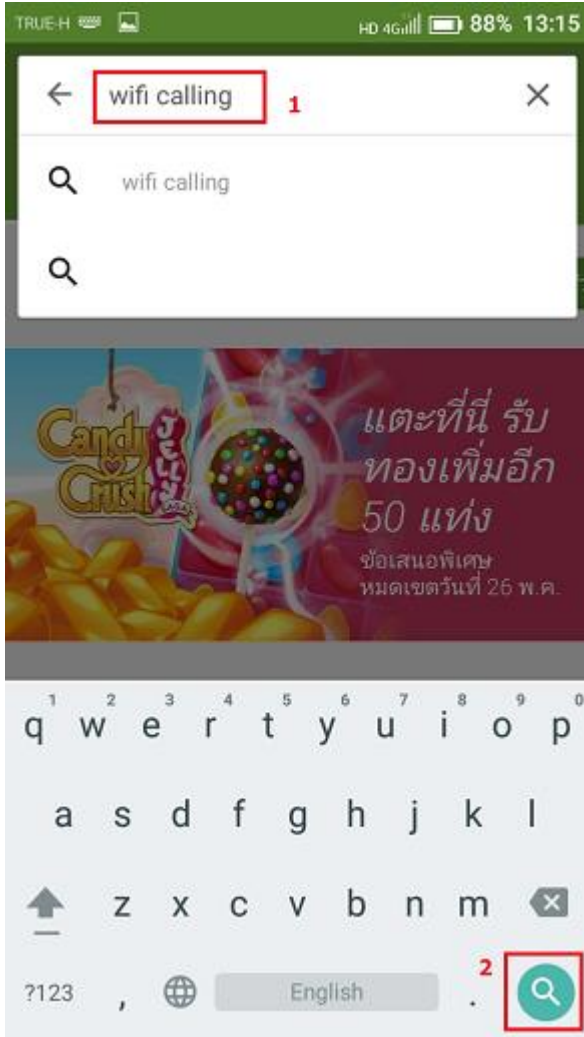 TRUE-H HD 4G 88% 13:15
wifi calling 1
wifi calling
Candy
Crush
JELLY
SAGA
แตะที่นี่ รับ
ทองเพิ่มอีก
50 แท่ง
ข้อเสนอพิเศษ
หมดเขตวันที่ 26 พ.ค.
1 2 3 4 5 6 7 8 9 0
q w e r t y u i o p
a s d f g h j k l
z x c v b n m
2
?123 , English .